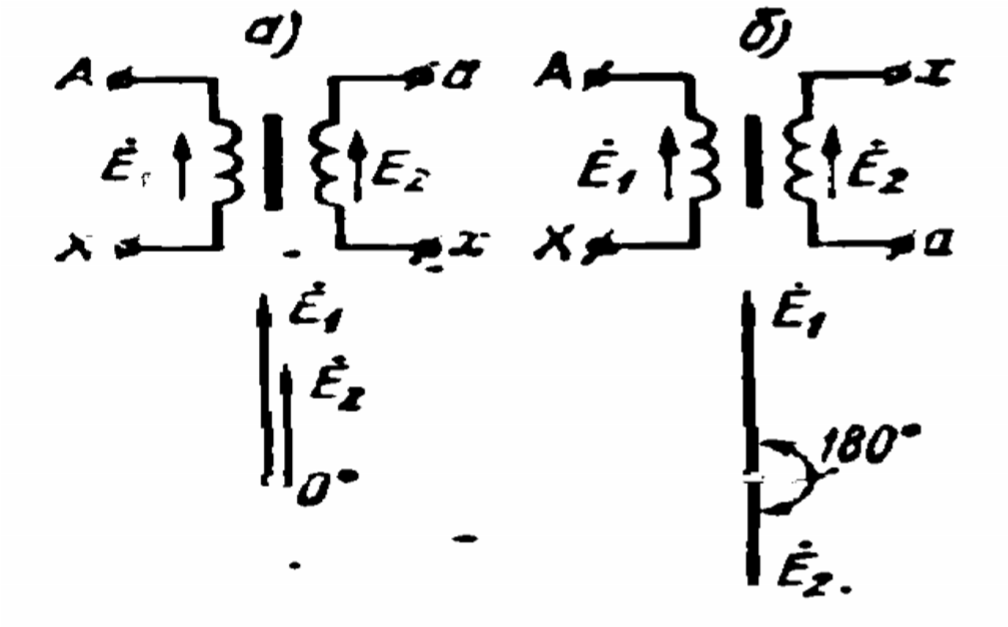 а) б)
A а A х
Ė₁ E₂ Ė₁ Ė₂
X х X а
Ė₁ Ė₁
Ė₂
180°
0°
Ė₂.